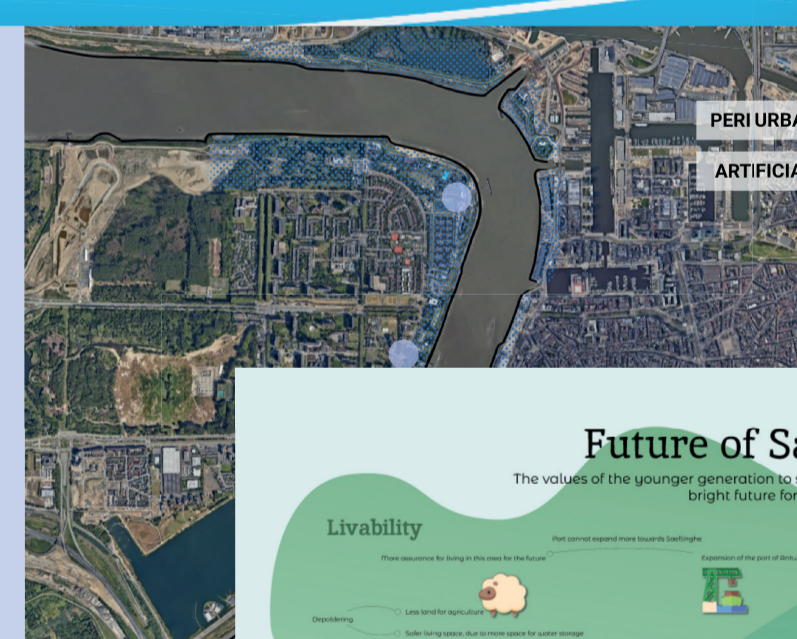 PERI URBA
ARTIFICIA
Future of Sa
The values of the younger generation to s
bright future for
Livability
Port cannot expand more towards Saeftinghe
More assurance for living in this area for the future
Expansion of the port of Antw
Less land for agriculture
Depoldering
Safer living space, due to more space for water storage